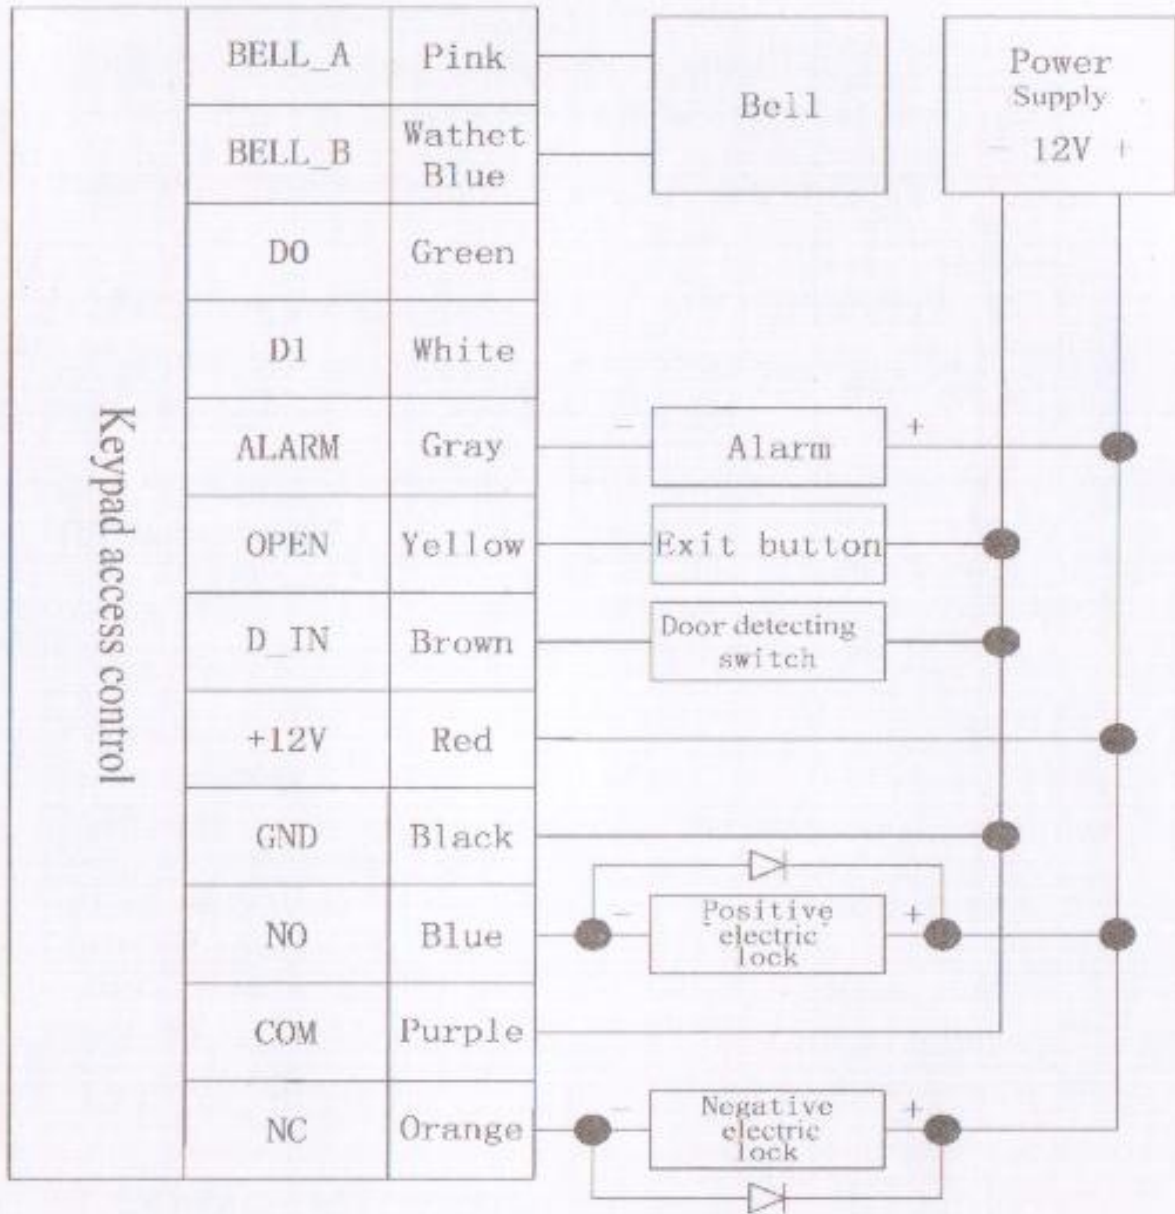 Keypad access control
BELL_A Pink
BELL_B Wathet
Blue
D0 Green
D1 White
ALARM Gray
OPEN Yellow
D_IN Brown
+12V Red
GND Black
NO Blue
COM Purple
NC Orange
Bell
Power
Supply
- 12V +
- Alarm +
Exit button
Door detecting
switch
- Positive +
electric
lock
- Negative +
electric
lock